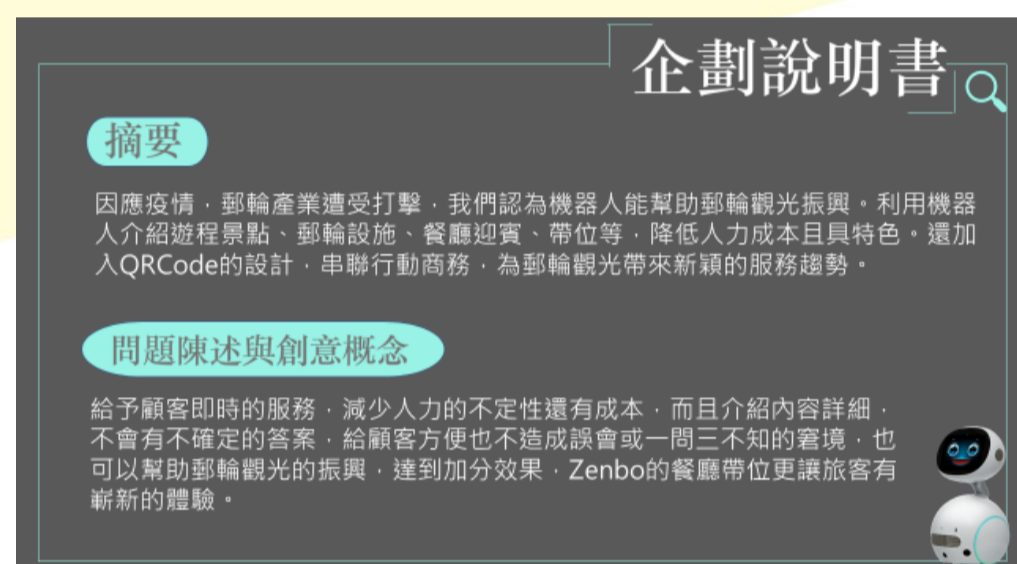 企劃說明書
摘要
因應疫情，郵輪產業遭受打擊，我們認為機器人能幫助郵輪觀光振興。利用機器
人介紹遊程景點、郵輪設施、餐廳迎賓、帶位等，降低人力成本且具特色。還加
入QRCode的設計，串聯行動商務，為郵輪觀光帶來新穎的服務趨勢。
問題陳述與創意概念
給予顧客即時的服務，減少人力的不定性還有成本，而且介紹內容詳細，
不會有不確定的答案，給顧客方便也不造成誤會或一問三不知的窘境，也
可以幫助郵輪觀光的振興，達到加分效果，Zenbo的餐廳帶位更讓旅客有
嶄新的體驗。